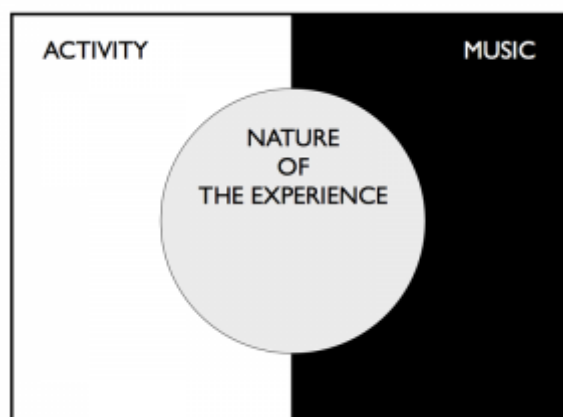 ACTIVITY
MUSIC
NATURE
OF
THE EXPERIENCE